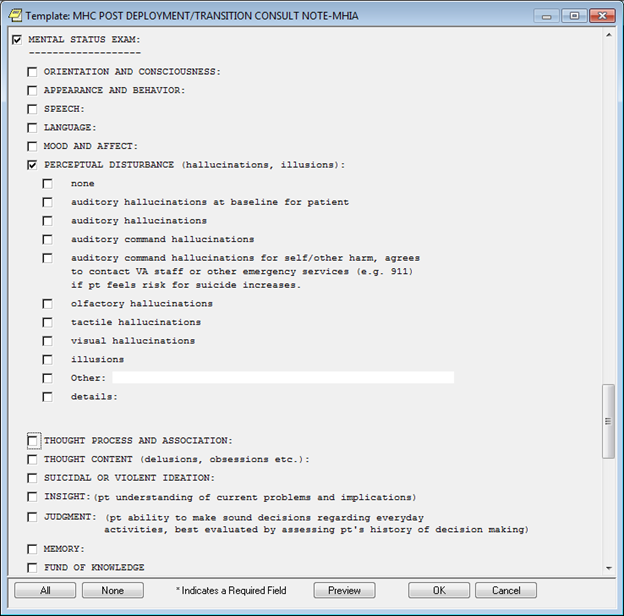 Template: MHC POST DEPLOYMENT/TRANSITION CONSULT NOTE-MHIA
MENTAL STATUS EXAM:
-------------------
ORIENTATION AND CONSCIOUSNESS:
APPEARANCE AND BEHAVIOR:
SPEECH:
LANGUAGE:
MOOD AND AFFECT:
PERCEPTUAL DISTURBANCE (hallucinations, illusions):
none
auditory hallucinations at baseline for patient
auditory hallucinations
auditory command hallucinations
auditory command hallucinations for self/other harm, agrees
to contact VA staff or other emergency services (e.g. 911)
if pt feels risk for suicide increases.
olfactory hallucinations
tactile hallucinations
visual hallucinations
illusions
Other:
details:
THOUGHT PROCESS AND ASSOCIATION:
THOUGHT CONTENT (delusions, obsessions etc.):
SUICIDAL OR VIOLENT IDEATION:
INSIGHT:(pt understanding of current problems and implications)
JUDGMENT: (pt ability to make sound decisions regarding everyday
activities, best evaluated by assessing pt's history of decision making)
MEMORY:
FUND OF KNOWLEDGE
All None * Indicates a Required Field Preview OK Cancel